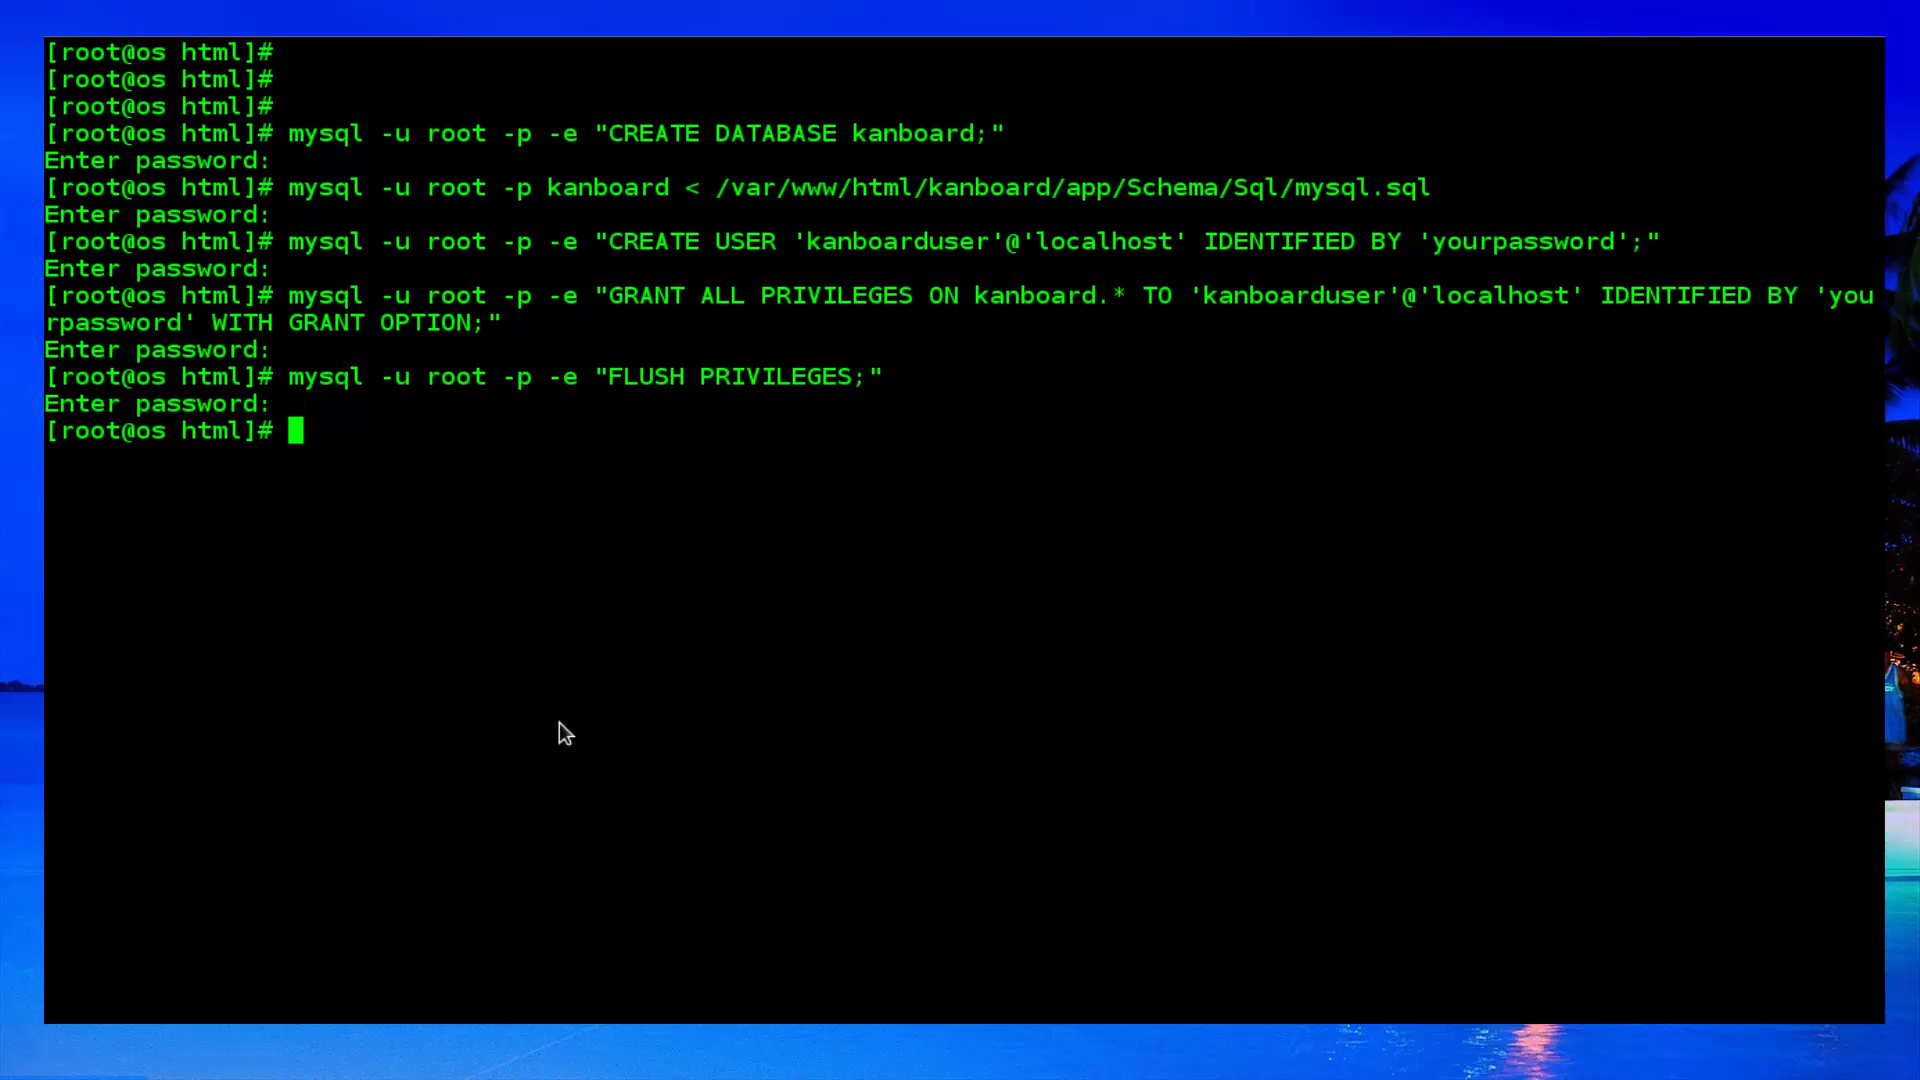 [root@os html]#
[root@os html]#
[root@os html]#
[root@os html]# mysql -u root -p -e "CREATE DATABASE kanboard;"
Enter password:
[root@os html]# mysql -u root -p kanboard < /var/www/html/kanboard/app/Schema/Sql/mysql.sql
Enter password:
[root@os html]# mysql -u root -p -e "CREATE USER 'kanboarduser'@'localhost' IDENTIFIED BY 'yourpassword';"
Enter password:
[root@os html]# mysql -u root -p -e "GRANT ALL PRIVILEGES ON kanboard.* TO 'kanboarduser'@'localhost' IDENTIFIED BY 'you
rpassword' WITH GRANT OPTION;"
Enter password:
[root@os html]# mysql -u root -p -e "FLUSH PRIVILEGES;"
Enter password:
[root@os html]#